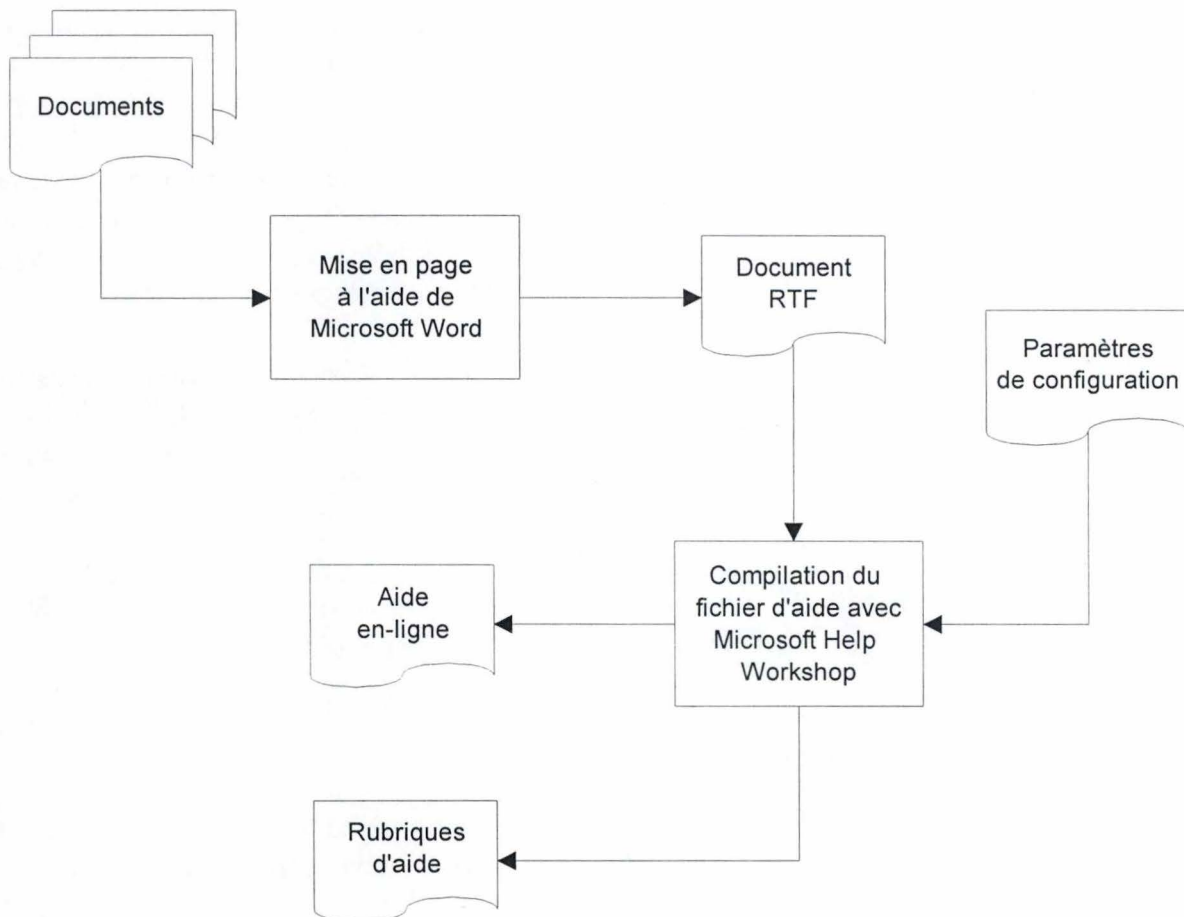 Documents
Mise en page
à l'aide de
Microsoft Word
Document
RTF
Paramètres
de configuration
Compilation du
fichier d'aide avec
Microsoft Help
Workshop
Aide
en-ligne
Rubriques
d'aide